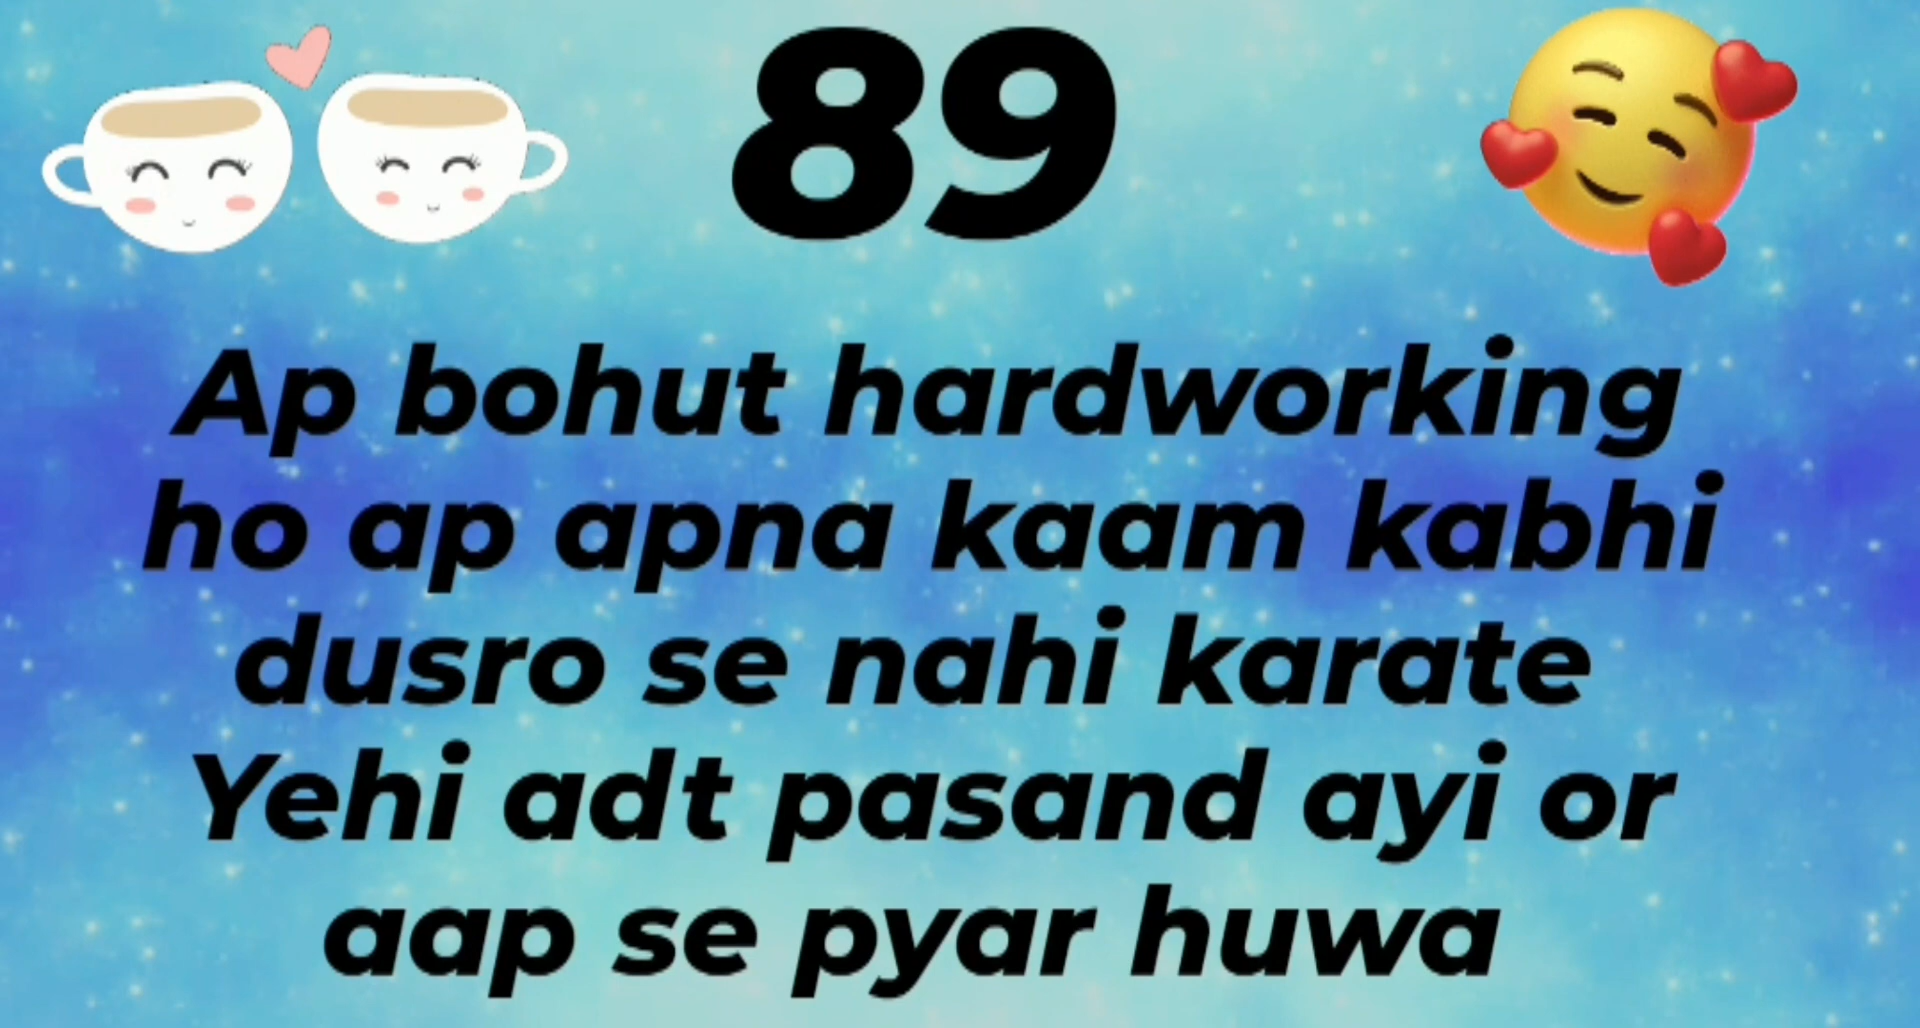 89
Ap bohut hardworking
ho ap apna kaam kabhi
dusro se nahi karate
Yehi adt pasand ayi or
aap se pyar huwa